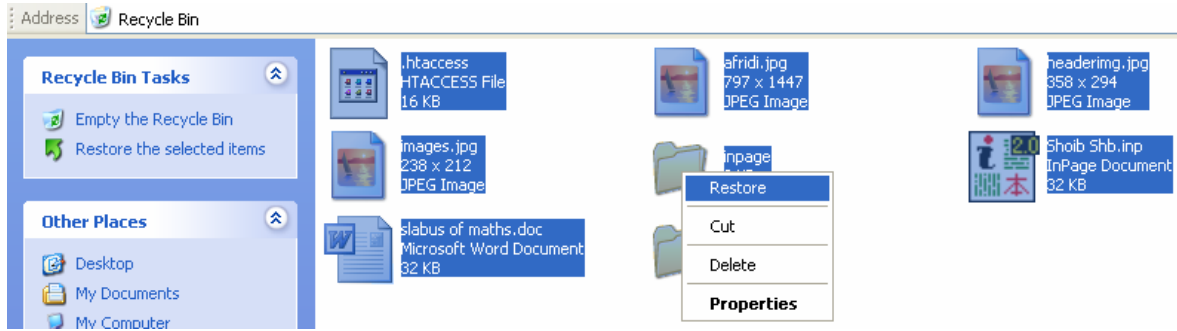 Address Recycle Bin
Recycle Bin Tasks
Empty the Recycle Bin
Restore the selected items
Other Places
Desktop
My Documents
My Computer
.htaccess
HTACCESS File
16 KB
afridi.jpg
797 x 1447
JPEG Image
headerimg.jpg
358 x 294
JPEG Image
images.jpg
238 x 212
JPEG Image
inpage
2.0
Shoib Shb.inp
InPage Document
32 KB
slabus of maths.doc
Microsoft Word Document
32 KB
Restore
Cut
Delete
Properties